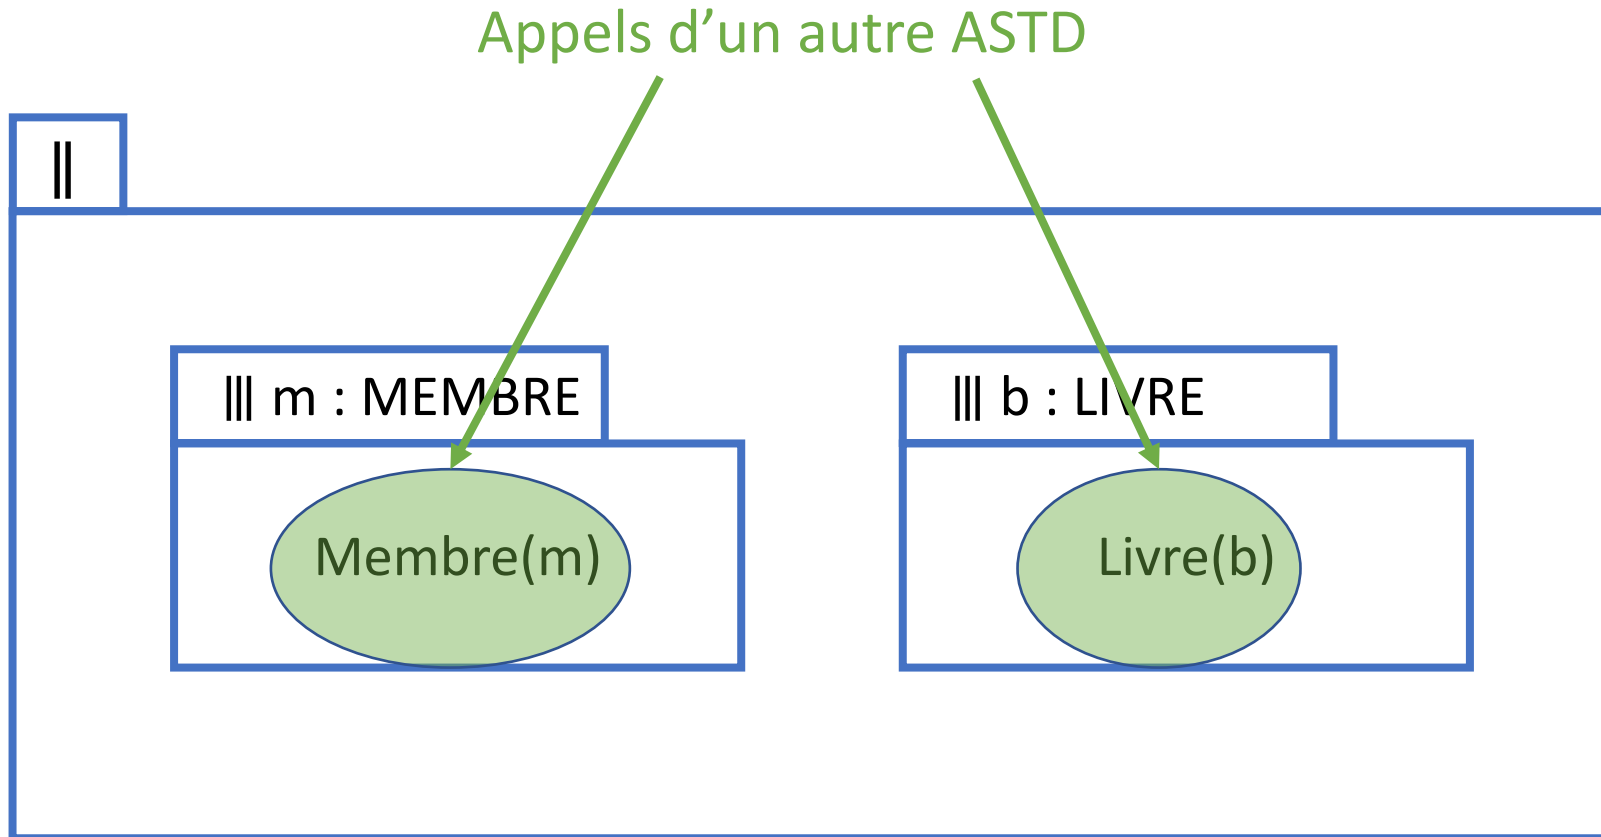 Appels d’un autre ASTD
||
||| m : MEMBRE
||| b : LIVRE
Membre(m)
Livre(b)